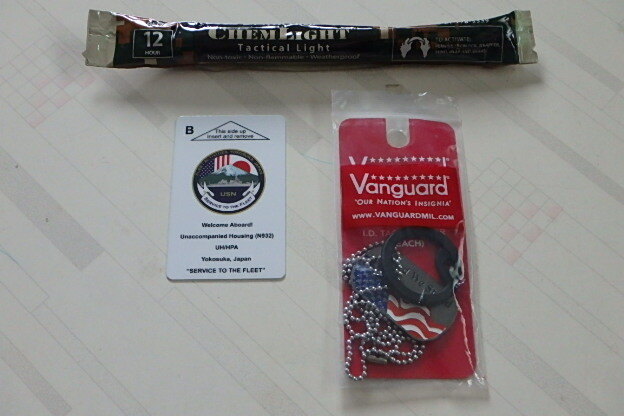 12
HOUR
CHEMLIGHT
Tactical Light
Non-Toxic • Non-flammable • Weatherproof
TO ACTIVATE:
B
This side up
insert and remove
USN
SERVICE TO THE FLEET
Welcome Aboard!
Unaccompanied Housing (N932)
UH/HPA
Yokosuka, Japan
"SERVICE TO THE FLEET"
Vanguard
"OUR NATION'S INSIGNIA"
WWW.VANGUARDMIL.COM
I.D. TA
EACH)